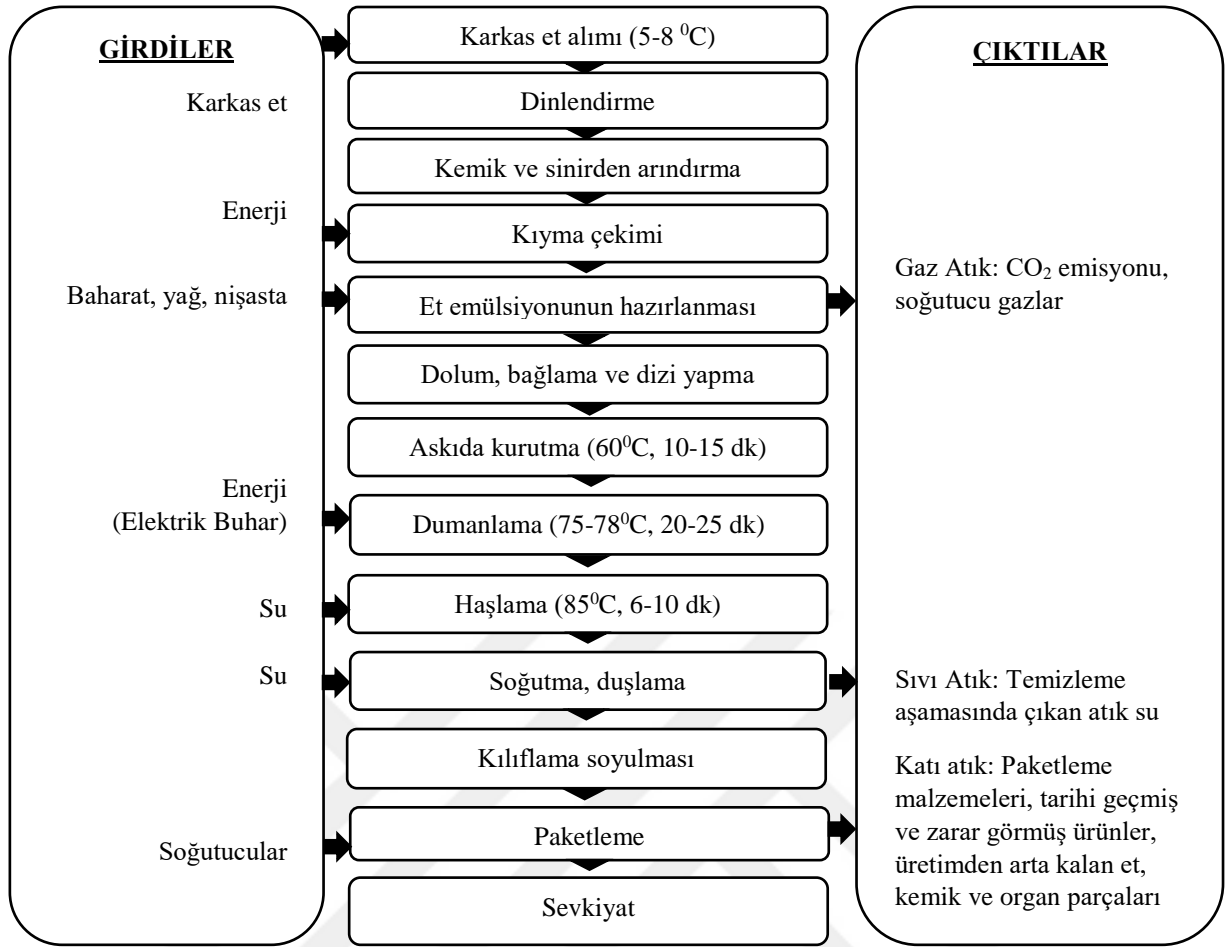 GİRDİLER
Karkas et
Enerji
Baharat, yağ, nişasta
Enerji
(Elektrik Buhar)
Su
Su
Soğutucular
Karkas et alımı (5-8 ⁰C)
Dinlendirme
Kemik ve sinirden arındırma
Kıyma çekimi
Et emülsiyonunun hazırlanması
Dolum, bağlama ve dizi yapma
Askıda kurutma (60⁰C, 10-15 dk)
Dumanlama (75-78⁰C, 20-25 dk)
Haşlama (85⁰C, 6-10 dk)
Soğutma, duşlama
Kılıflama soyulması
Paketleme
Sevkiyat
ÇIKTILAR
Gaz Atık: CO₂ emisyonu,
soğutucu gazlar
Sıvı Atık: Temizleme
aşamasında çıkan atık su
Katı atık: Paketleme
malzemeleri, tarihi geçmiş
ve zarar görmüş ürünler,
üretimden arta kalan et,
kemik ve organ parçaları